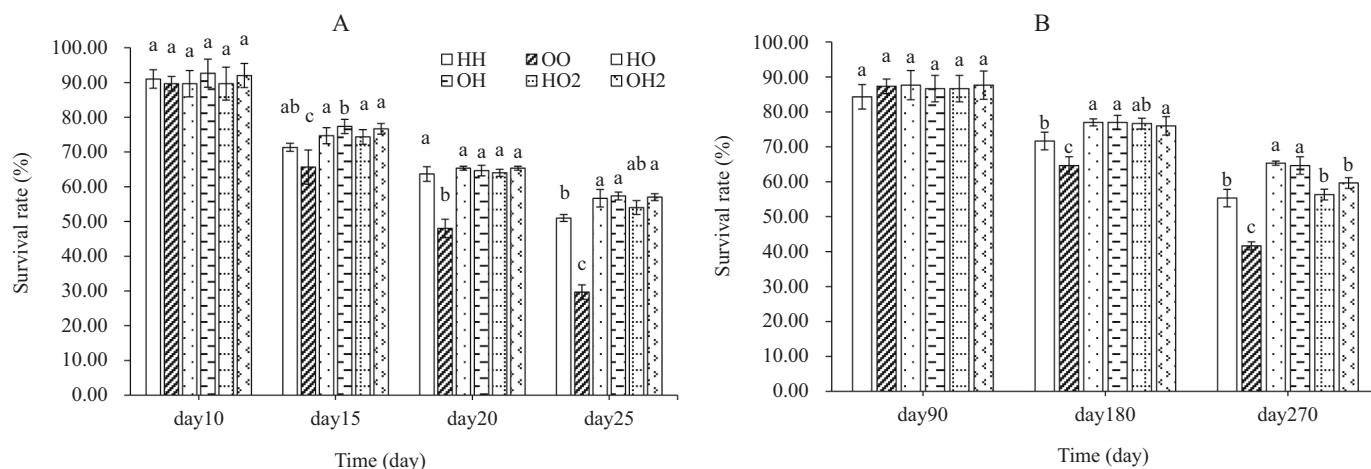 A
HH OO HO
OH HO2 OH2
Survival rate (%)
100.00
90.00
80.00
70.00
60.00
50.00
40.00
30.00
20.00
10.00
0.00
a a a a a a
ab c a b a a
a b a a a a
b c a a ab a
day10 day15 day20 day25
Time (day)
B
Survival rate (%)
100.00
90.00
80.00
70.00
60.00
50.00
40.00
30.00
20.00
10.00
0.00
a a a a a a
b c a a ab a
b c a a b b
day90 day180 day270
Time (day)